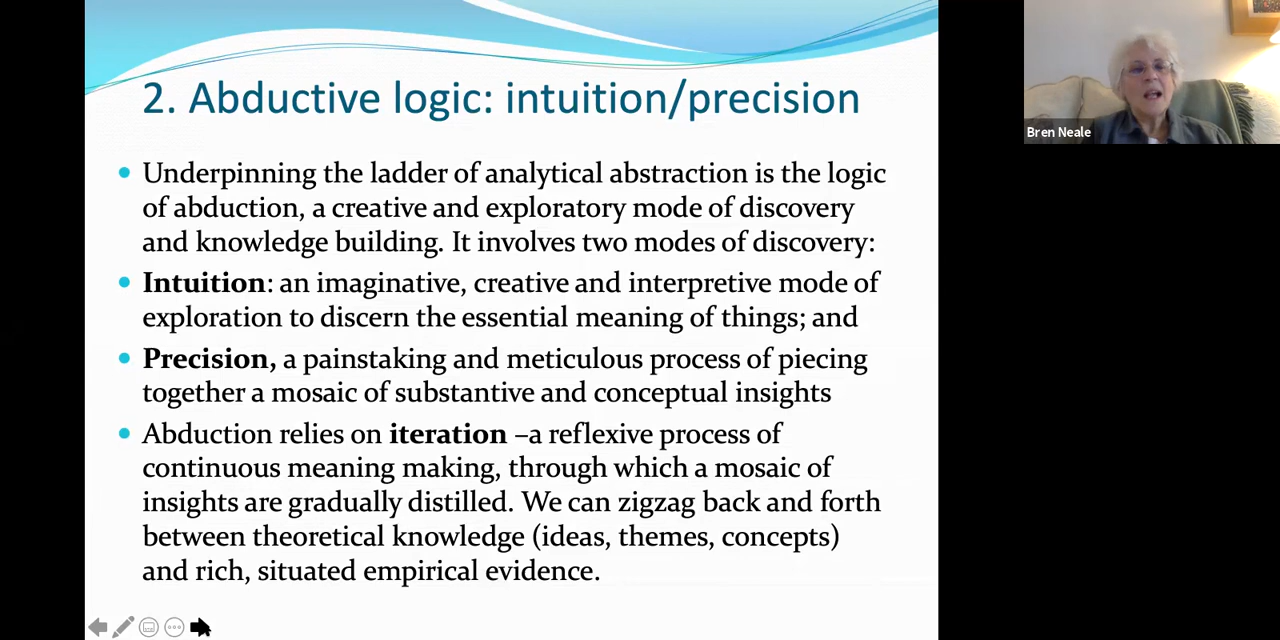 2. Abductive logic: intuition/precision
Underpinning the ladder of analytical abstraction is the logic
of abduction, a creative and exploratory mode of discovery
and knowledge building. It involves two modes of discovery:
Intuition: an imaginative, creative and interpretive mode of
exploration to discern the essential meaning of things; and
Precision, a painstaking and meticulous process of piecing
together a mosaic of substantive and conceptual insights
Abduction relies on iteration –a reflexive process of
continuous meaning making, through which a mosaic of
insights are gradually distilled. We can zigzag back and forth
between theoretical knowledge (ideas, themes, concepts)
and rich, situated empirical evidence.
Bren Neale